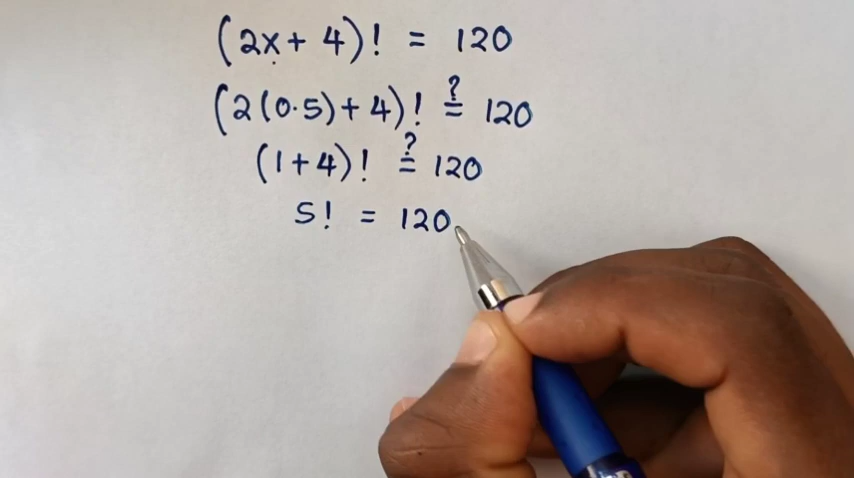 (2x + 4)! = 120
(2(0.5) + 4)! ≟ 120
(1 + 4)! ≟ 120
5! = 120